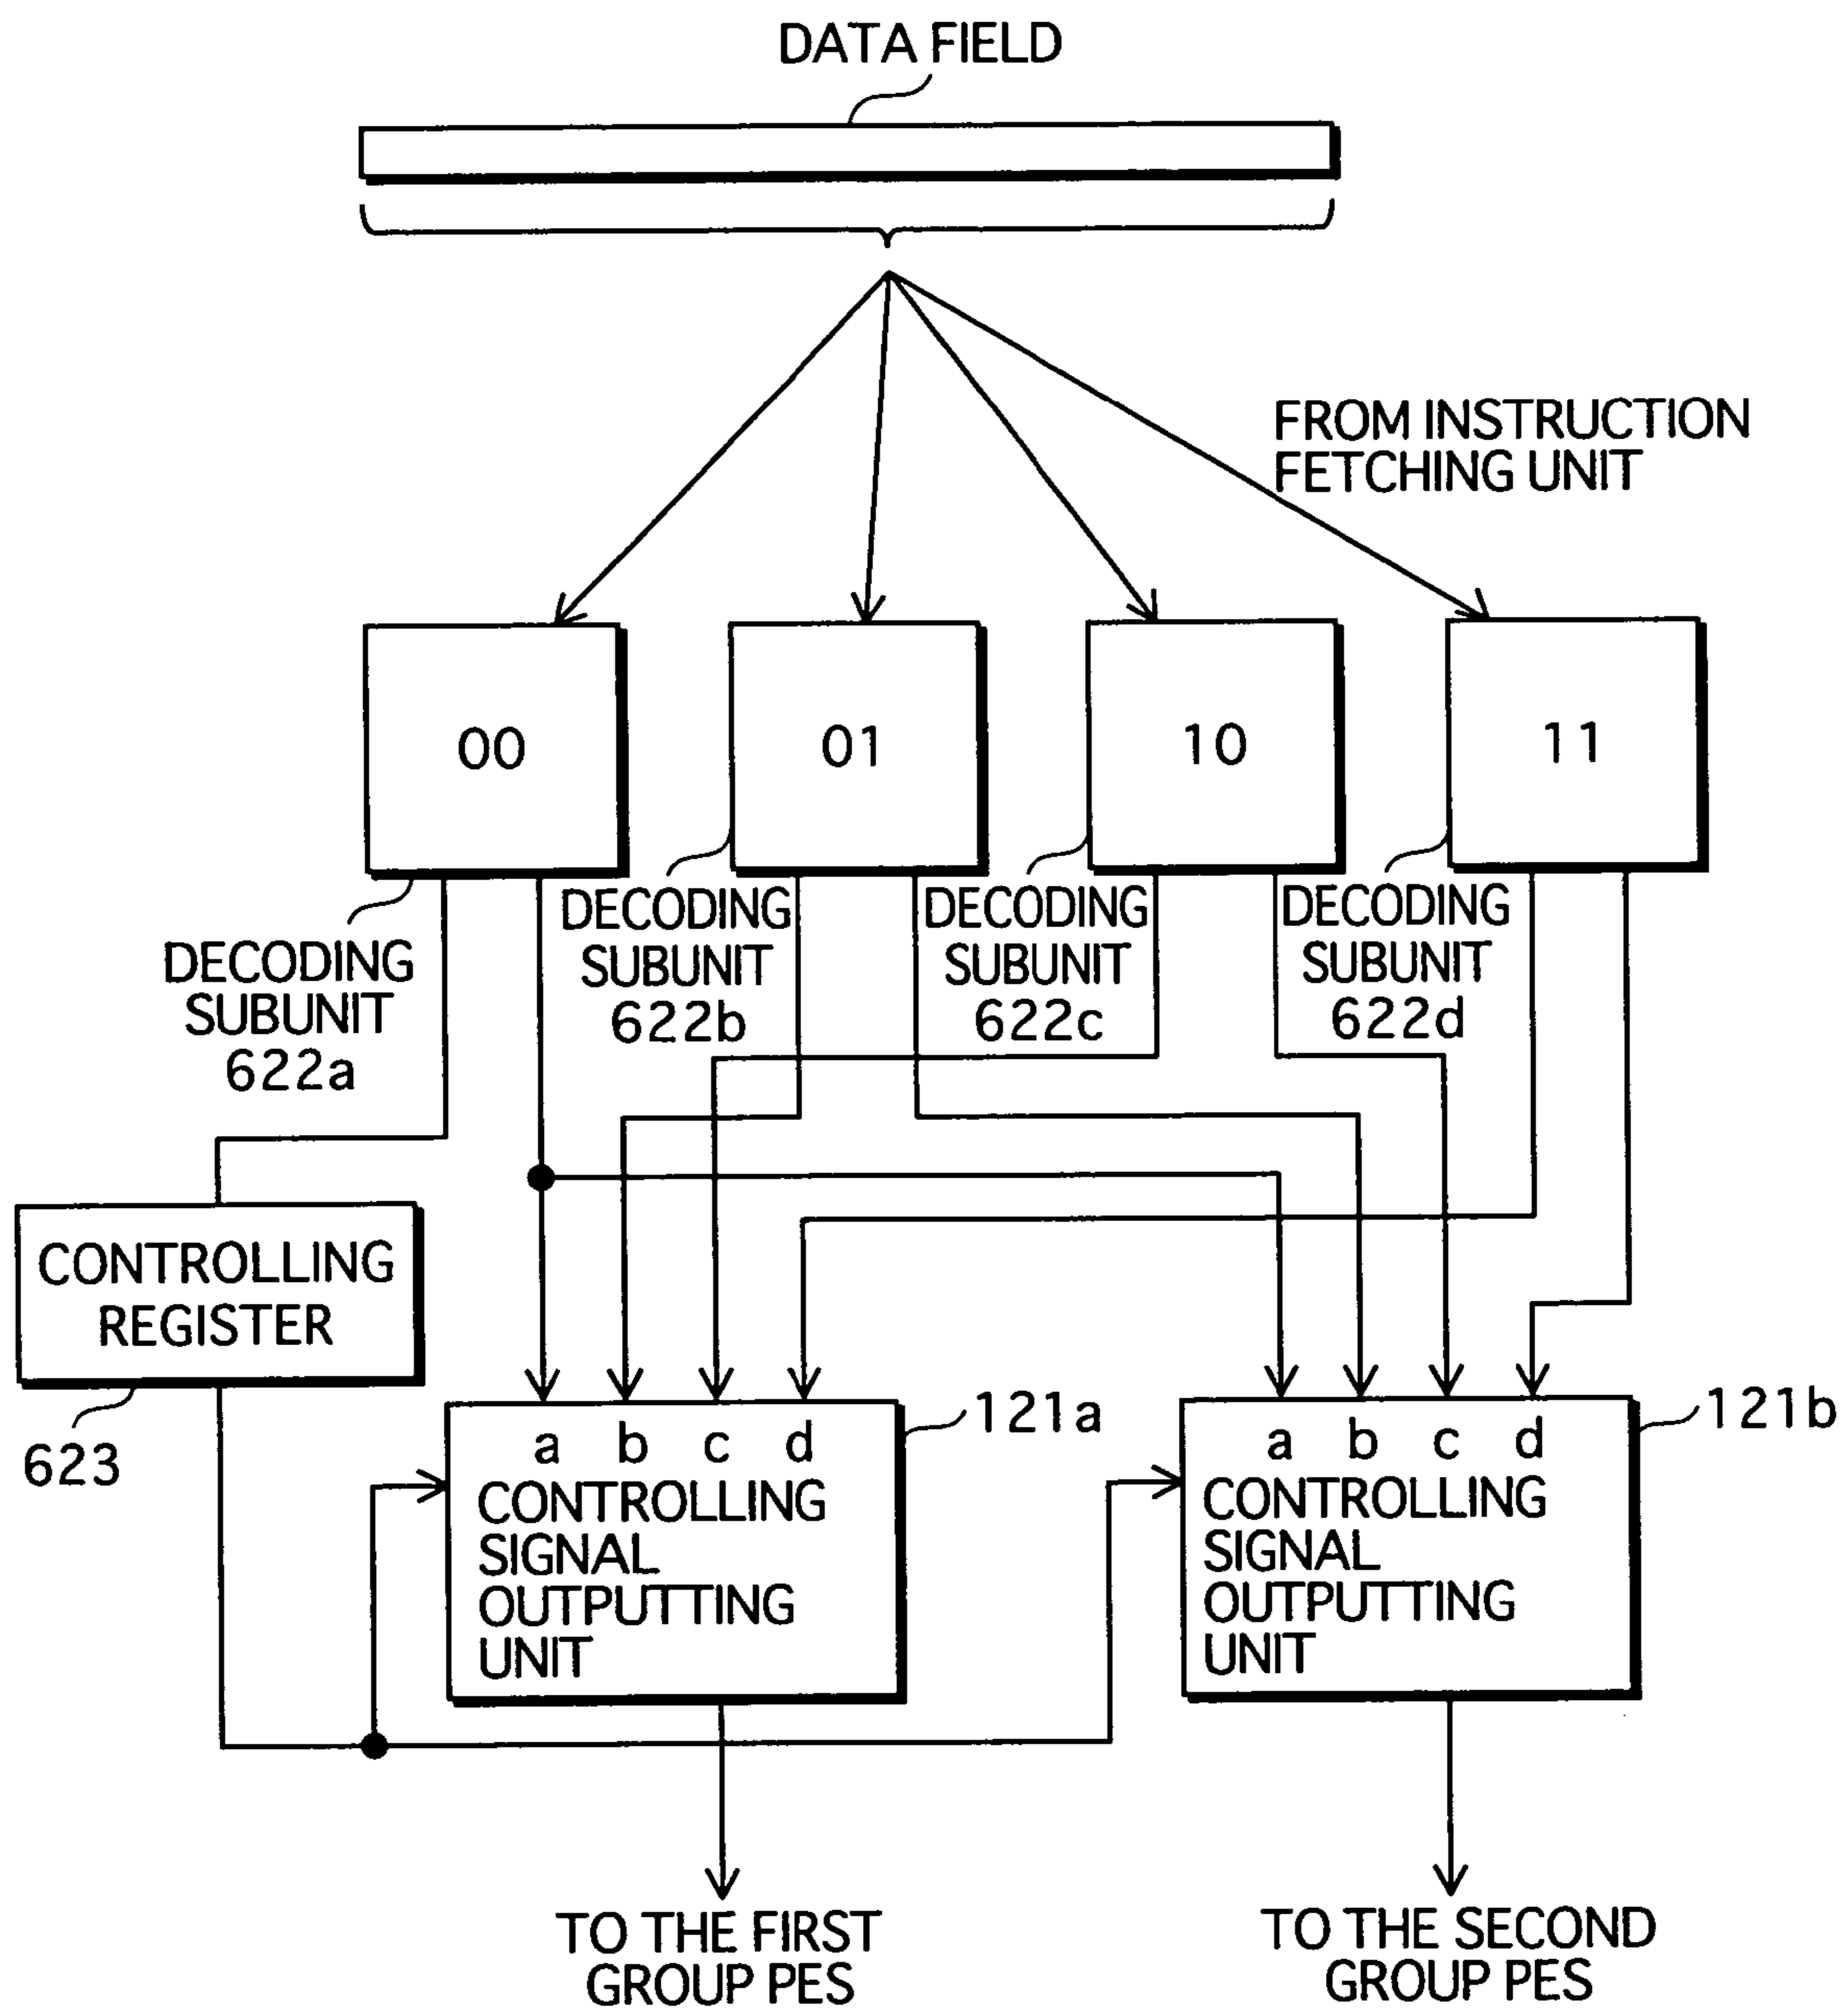 DATA FIELD
FROM INSTRUCTION
FETCHING UNIT
00
01
10
11
DECODING
SUBUNIT
622a
DECODING
SUBUNIT
622b
DECODING
SUBUNIT
622c
DECODING
SUBUNIT
622d
CONTROLLING
REGISTER
623
a b c d
CONTROLLING
SIGNAL
OUTPUTTING
UNIT
121a
a b c d
CONTROLLING
SIGNAL
OUTPUTTING
UNIT
121b
TO THE FIRST
GROUP PES
TO THE SECOND
GROUP PES